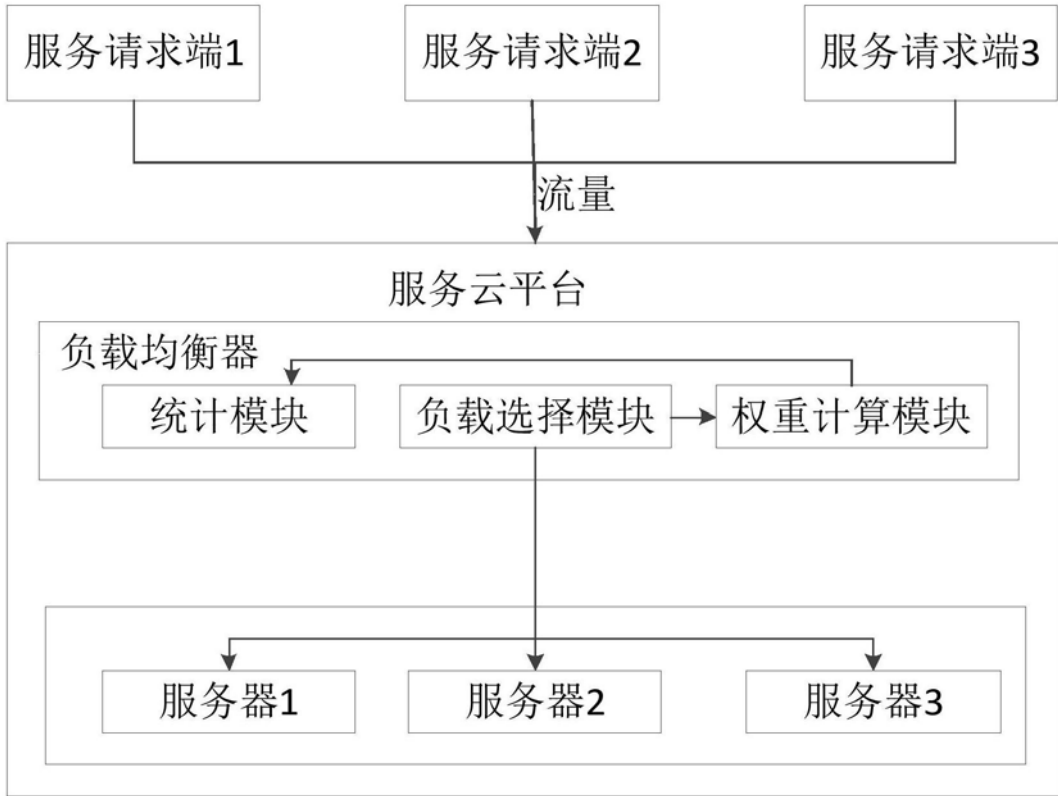 服务请求端1
服务请求端2
服务请求端3
流量
服务云平台
负载均衡器
统计模块
负载选择模块
权重计算模块
服务器1
服务器2
服务器3